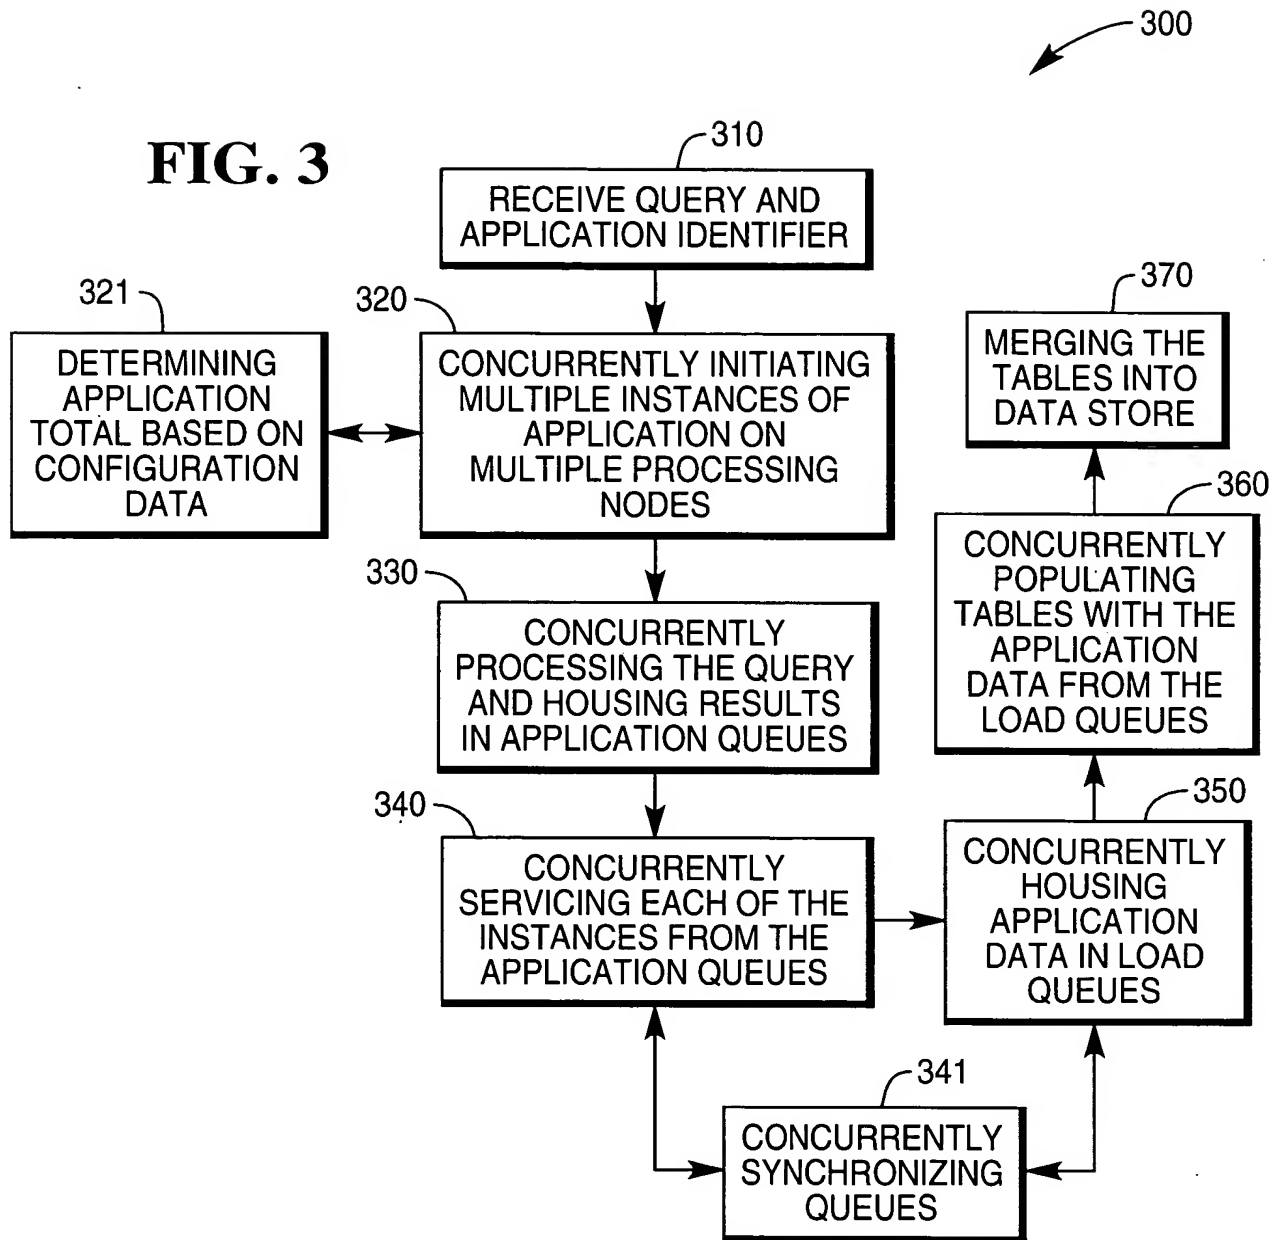 300
FIG. 3
310
RECEIVE QUERY AND
APPLICATION IDENTIFIER
321
DETERMINING
APPLICATION
TOTAL BASED ON
CONFIGURATION
DATA
320
CONCURRENTLY INITIATING
MULTIPLE INSTANCES OF
APPLICATION ON
MULTIPLE PROCESSING
NODES
330
CONCURRENTLY
PROCESSING THE QUERY
AND HOUSING RESULTS
IN APPLICATION QUEUES
340
CONCURRENTLY
SERVICING EACH OF THE
INSTANCES FROM THE
APPLICATION QUEUES
341
CONCURRENTLY
SYNCHRONIZING
QUEUES
350
CONCURRENTLY
HOUSING
APPLICATION
DATA IN LOAD
QUEUES
360
CONCURRENTLY
POPULATING
TABLES WITH THE
APPLICATION
DATA FROM THE
LOAD QUEUES
370
MERGING THE
TABLES INTO
DATA STORE